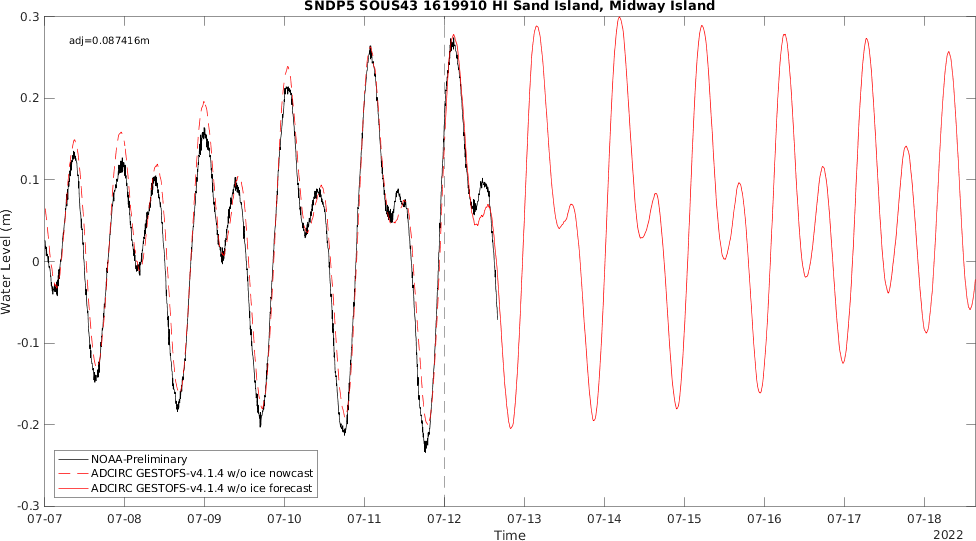 SNDP5 SOUS43 1619910 HI Sand Island, Midway Island
adj=0.087416m
0.3
0.2
0.1
0
-0.1
-0.2
-0.3
Water Level (m)
NOAA-Preliminary
ADCIRC GESTOFS-v4.1.4 w/o ice nowcast
ADCIRC GESTOFS-v4.1.4 w/o ice forecast
07-07 07-08 07-09 07-10 07-11 07-12 07-13 07-14 07-15 07-16 07-17 07-18
Time
2022